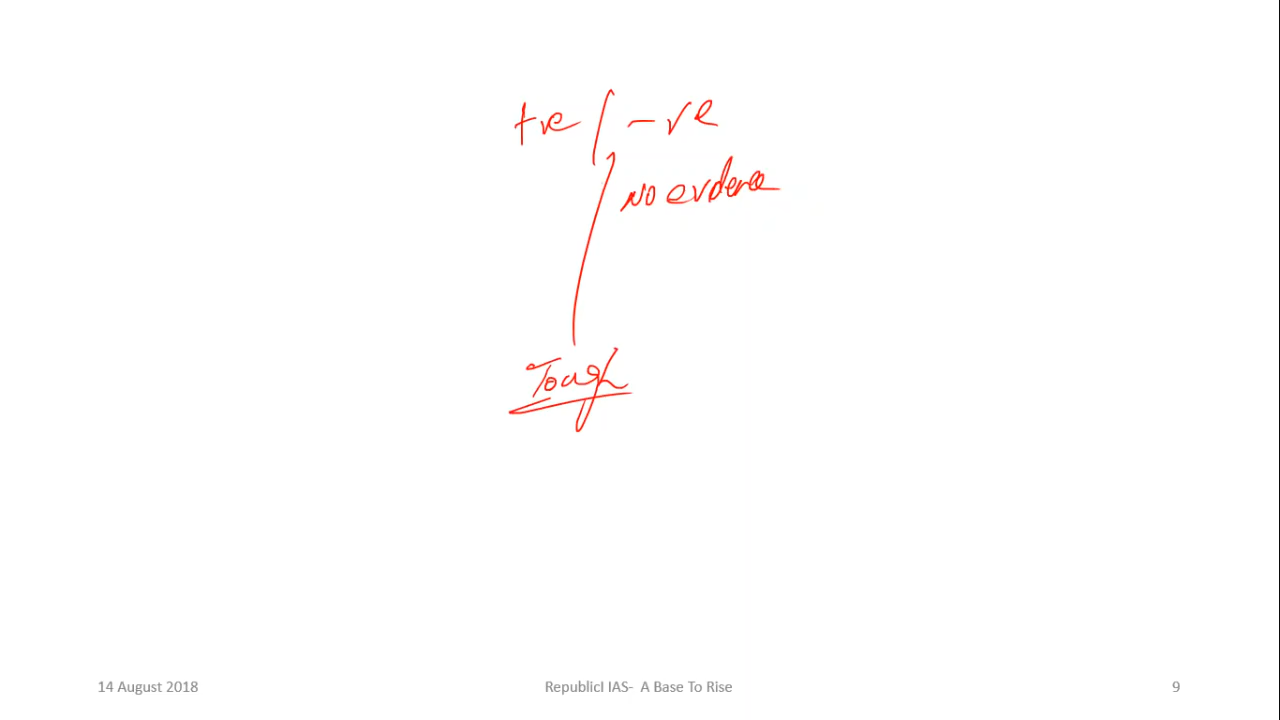 +ve / -ve
No evidence
Tough
14 August 2018
RepublicI IAS- A Base To Rise
9